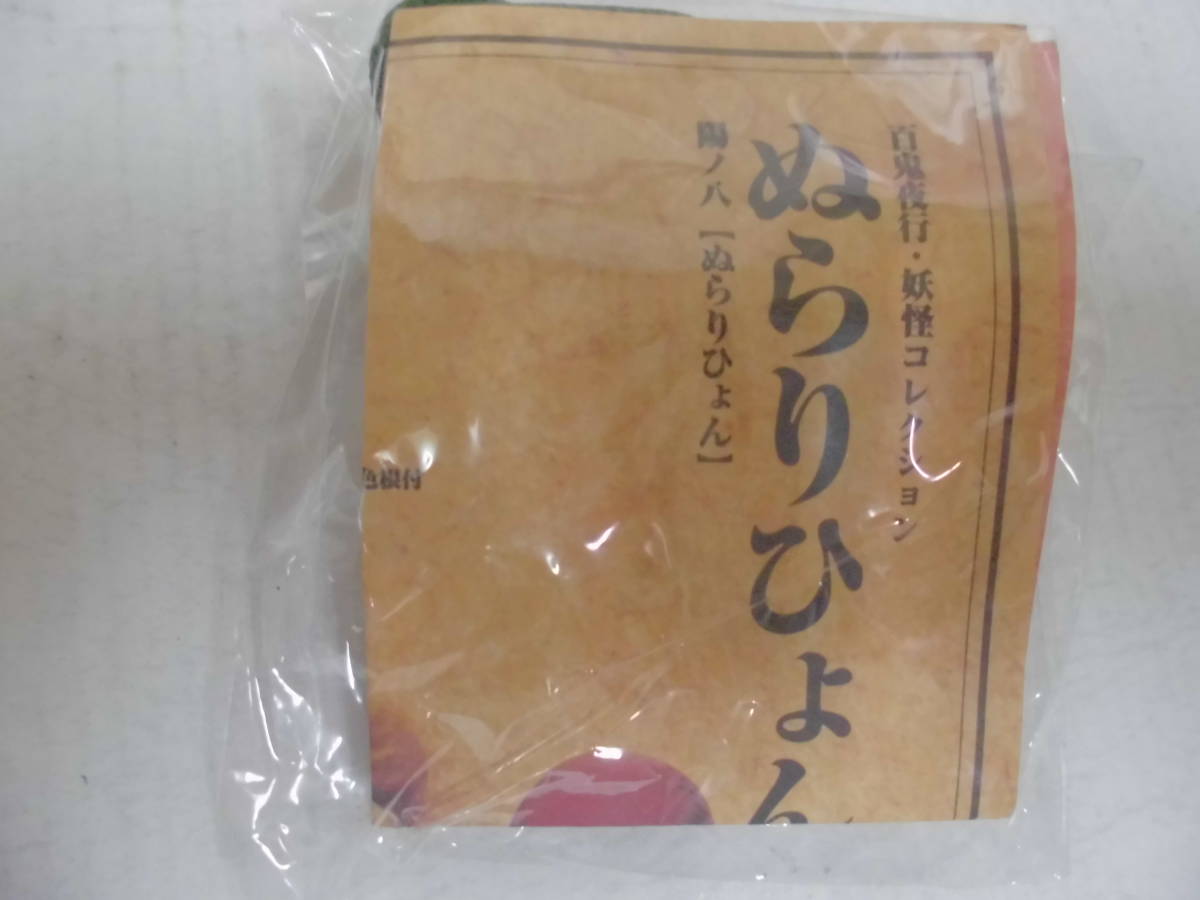 百鬼夜行・妖怪コレクション
ぬらりひょん
陽ノ八【ぬらりひょん】
色根付